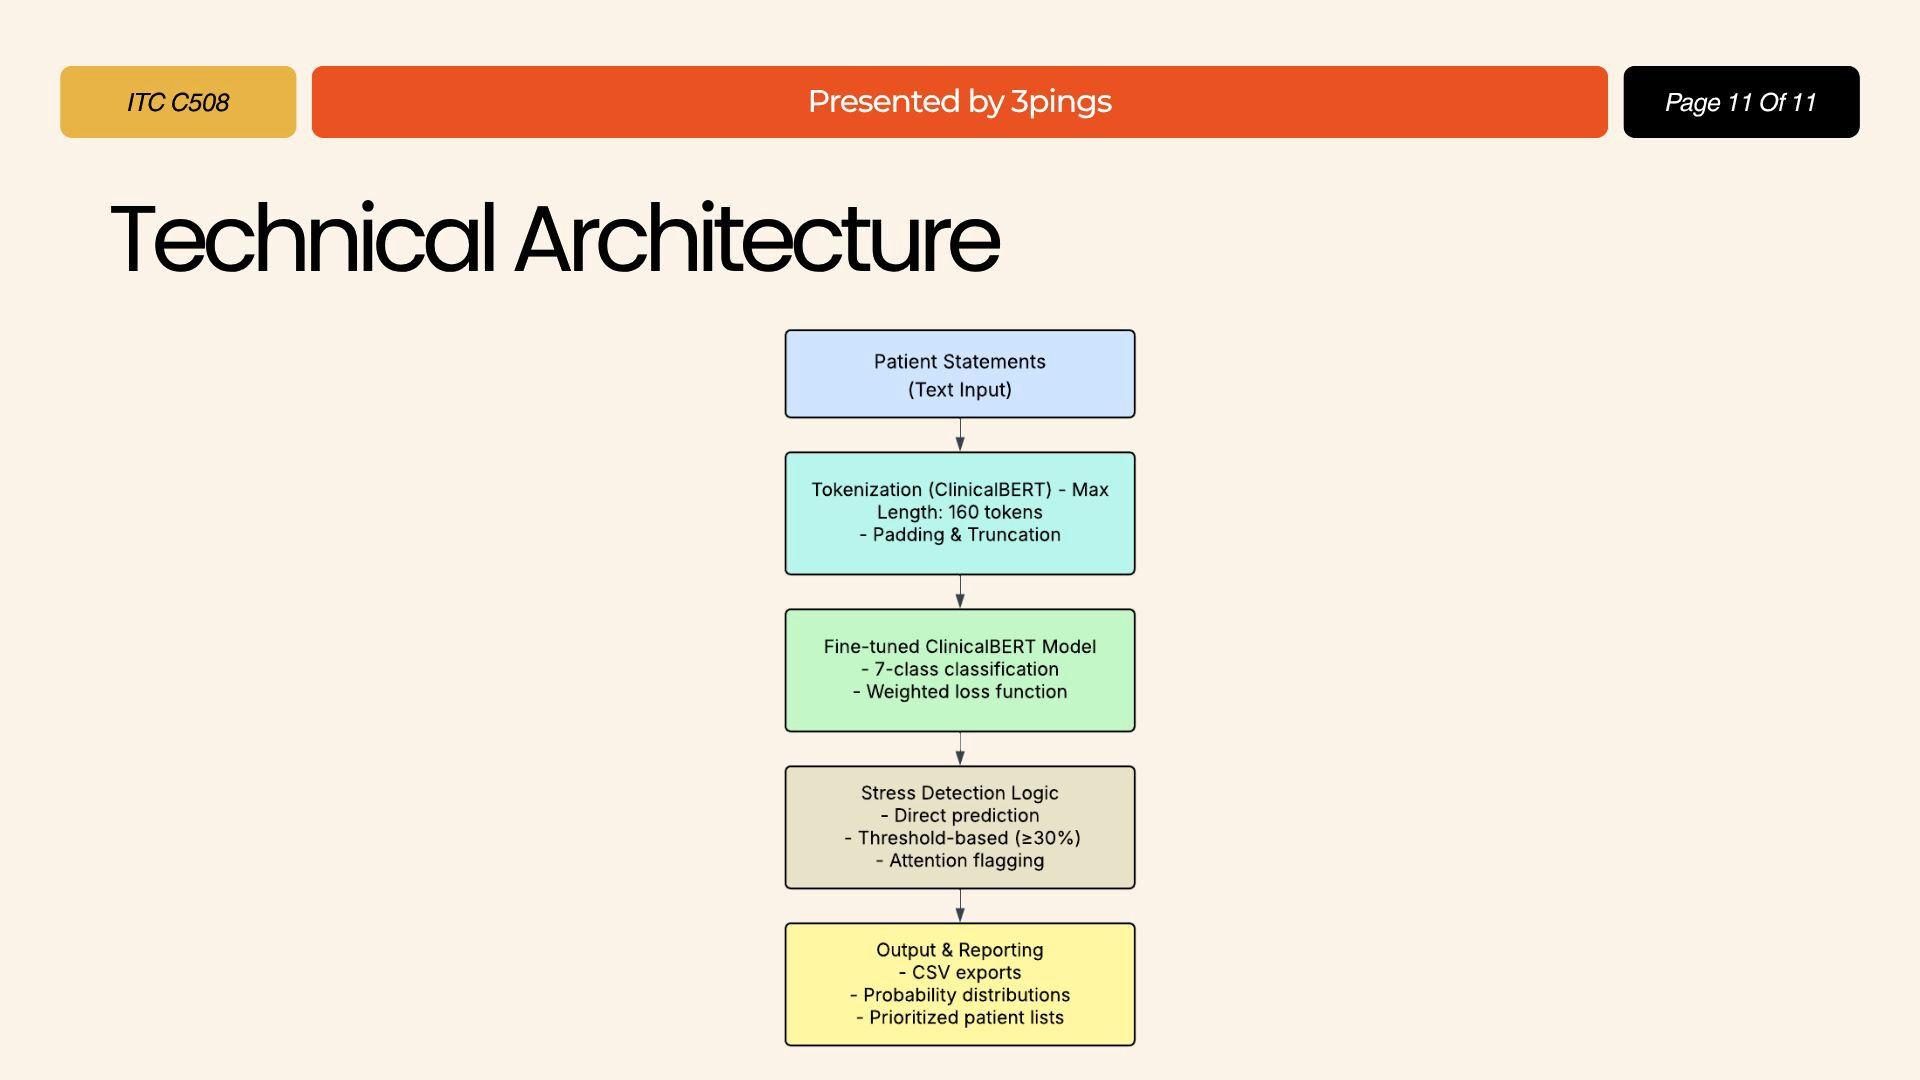 ITC C508
Presented by 3pings
Page 11 Of 11
Technical Architecture
Patient Statements
(Text Input)
Tokenization (ClinicalBERT) - Max
Length: 160 tokens
- Padding & Truncation
Fine-tuned ClinicalBERT Model
- 7-class classification
- Weighted loss function
Stress Detection Logic
- Direct prediction
- Threshold-based (≥30%)
- Attention flagging
Output & Reporting
- CSV exports
- Probability distributions
- Prioritized patient lists